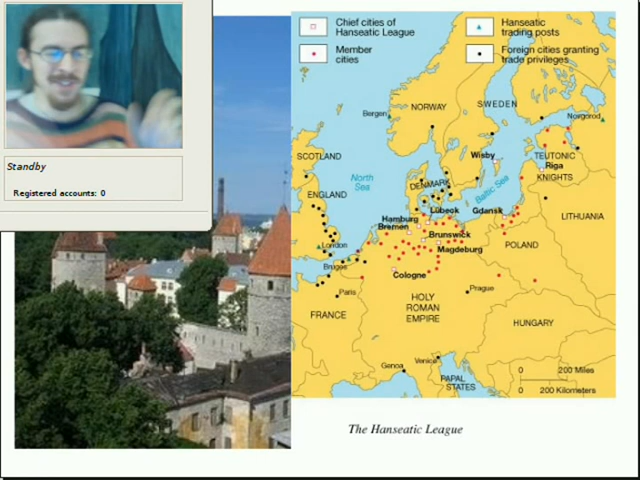 Standby
Registered accounts: 0
Chief cities of
Hanseatic League
Member
cities
Hanseatic
trading posts
Foreign cities granting
trade privileges
NORWAY
SWEDEN
Bergen
Novgorod
SCOTLAND
Wisby
TEUTONIC
Riga
KNIGHTS
North
Sea
DENMARK
Baltic Sea
ENGLAND
LITHUANIA
Lübeck
Gdansk
Hamburg
Bremen
Brunswick
London
POLAND
Magdeburg
Bruges
Cologne
Paris
Prague
HOLY
ROMAN
EMPIRE
FRANCE
HUNGARY
Venice
Genoa
PAPAL
STATES
0 200 Miles
0 200 Kilometers
The Hanseatic League